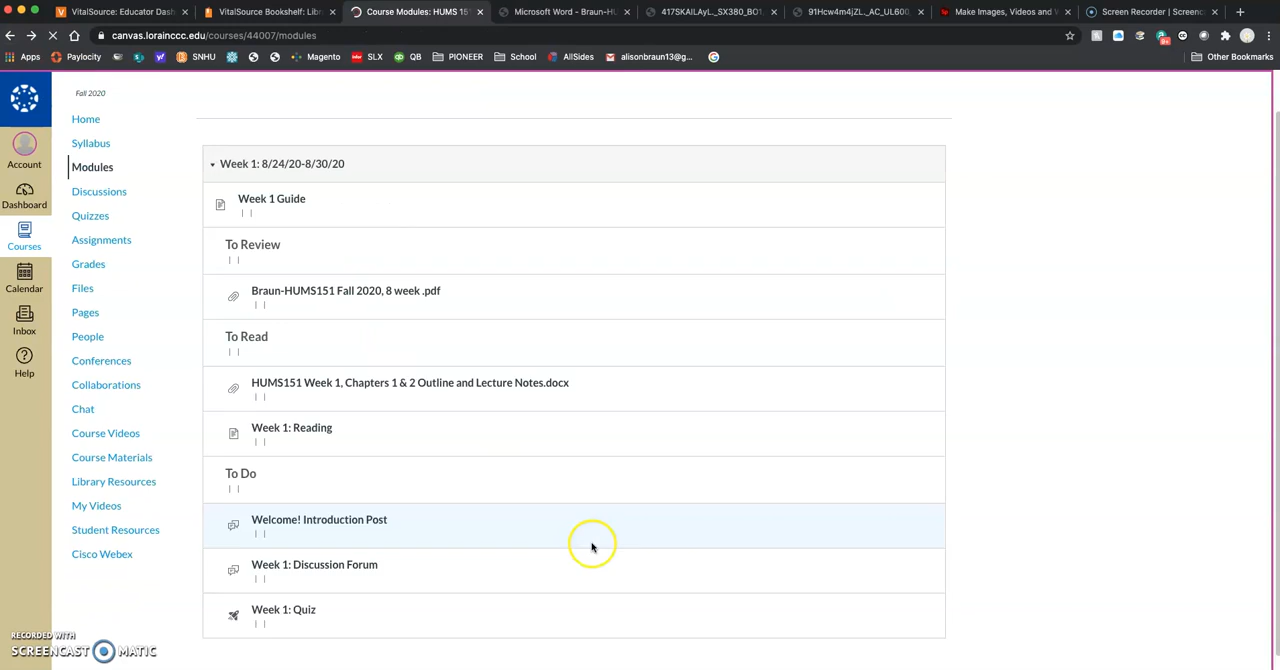 VitalSource: Educator Dash
VitalSource Bookshelf: Libr
Course Modules: HUMS 15
Microsoft Word - Braun-HU
417SKAILAyL._SX380_BO1,
91Hcw4m4jZL._AC_UL600_
Make Images, Videos and W
Screen Recorder | Screenc
canvas.lorainccc.edu/courses/44007/modules
Apps Paylocity SNHU Magento SLX QB PIONEER School AllSides alisonbraun13@g... Other Bookmarks
Account
Dashboard
Courses
Calendar
Inbox
Help
Fall 2020
Home
Syllabus
Modules
Discussions
Quizzes
Assignments
Grades
Files
Pages
People
Conferences
Collaborations
Chat
Course Videos
Course Materials
Library Resources
My Videos
Student Resources
Cisco Webex
Week 1: 8/24/20-8/30/20
Week 1 Guide
To Review
Braun-HUMS151 Fall 2020, 8 week .pdf
To Read
HUMS151 Week 1, Chapters 1 & 2 Outline and Lecture Notes.docx
Week 1: Reading
To Do
Welcome! Introduction Post
Week 1: Discussion Forum
Week 1: Quiz
RECORDED WITH
SCREENCAST MATIC